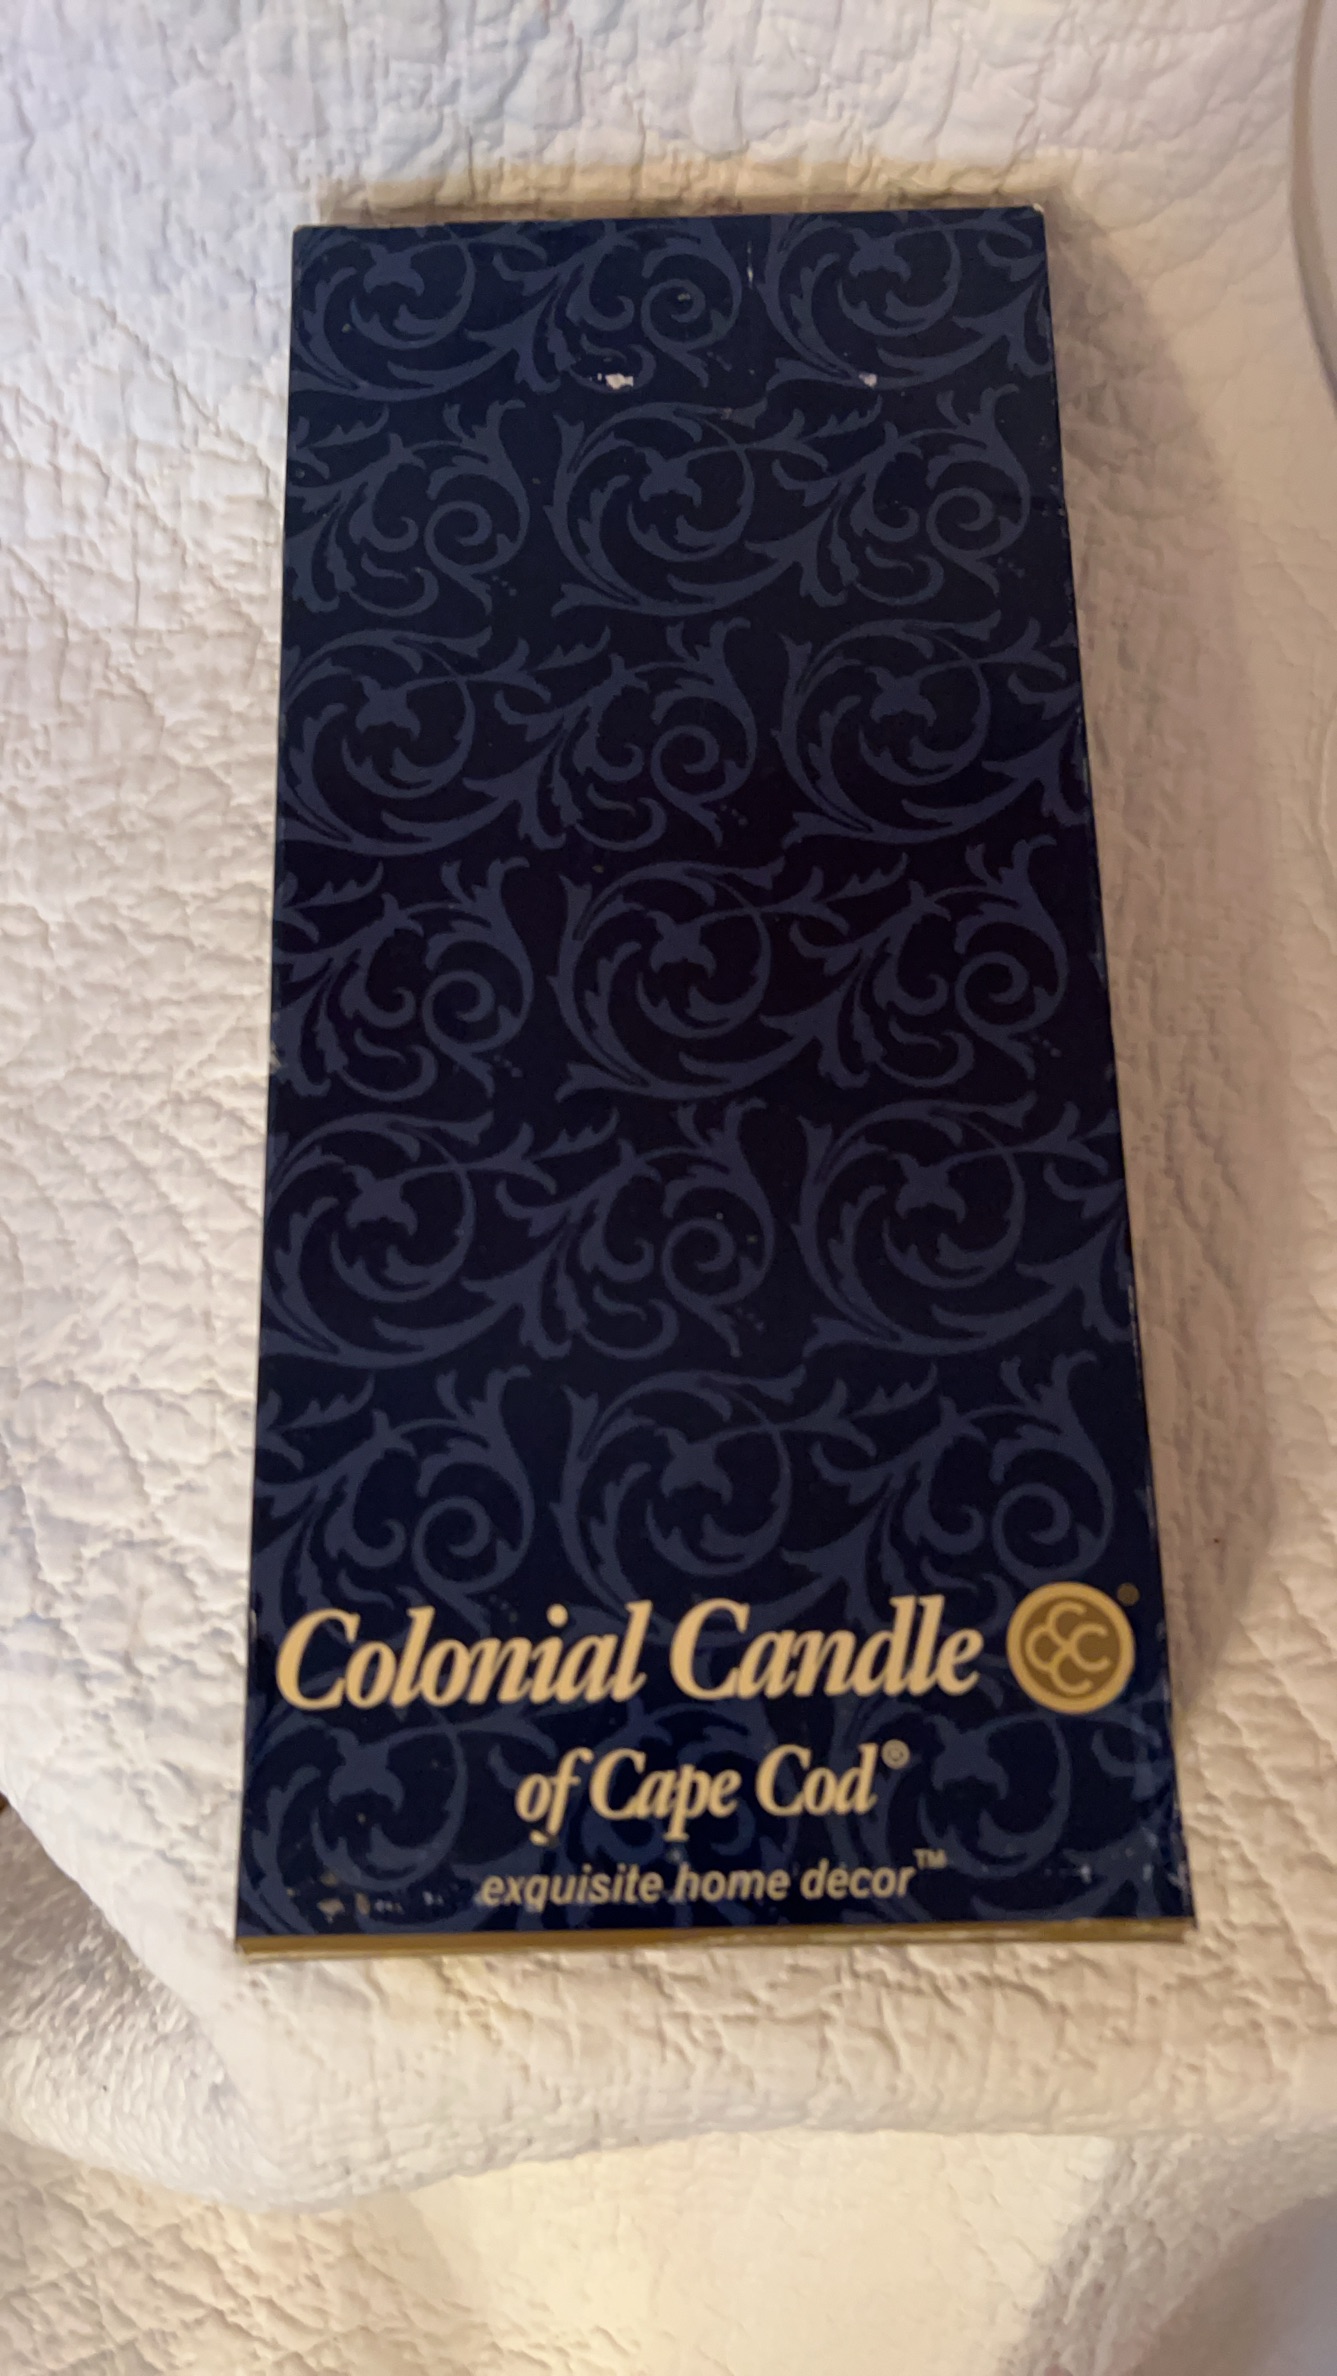 Colonial Candle ®
of Cape Cod®
exquisite home decor™